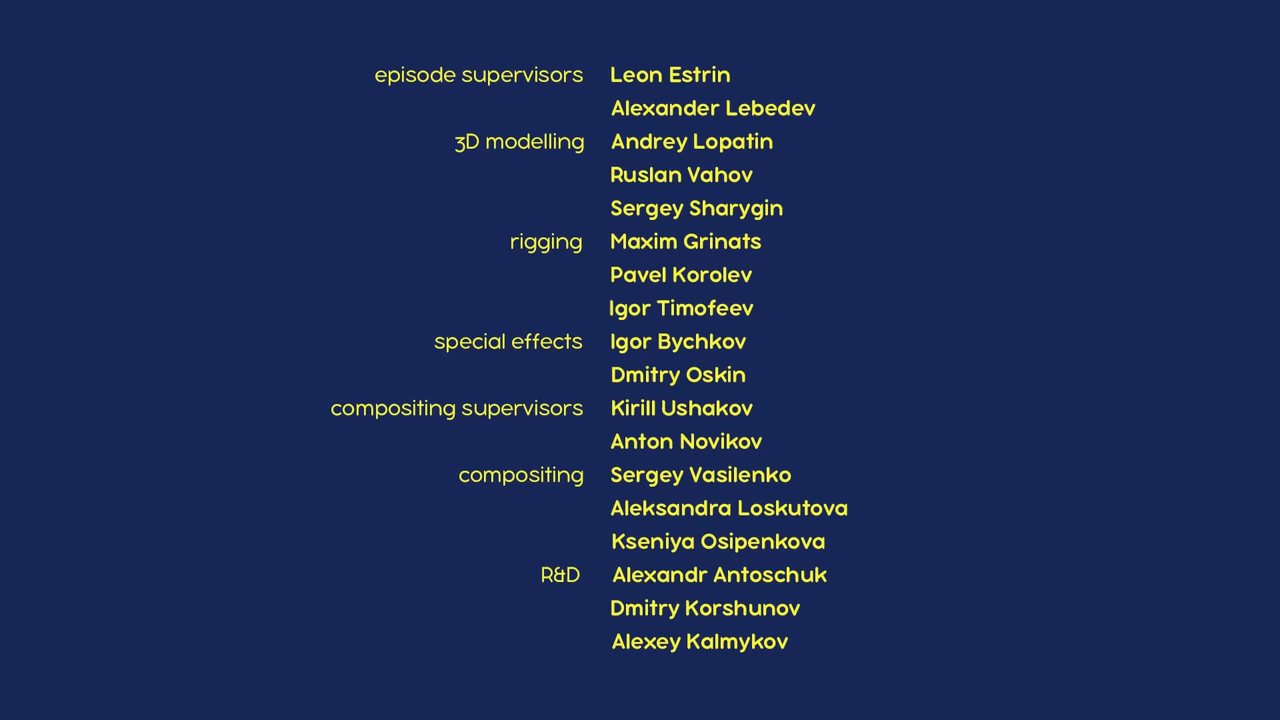 episode supervisors Leon Estrin
Alexander Lebedev
3D modelling Andrey Lopatin
Ruslan Vahov
Sergey Sharygin
rigging Maxim Grinats
Pavel Korolev
Igor Timofeev
special effects Igor Bychkov
Dmitry Oskin
compositing supervisors Kirill Ushakov
Anton Novikov
compositing Sergey Vasilenko
Aleksandra Loskutova
Kseniya Osipenkova
R&D Alexandr Antoschuk
Dmitry Korshunov
Alexey Kalmykov